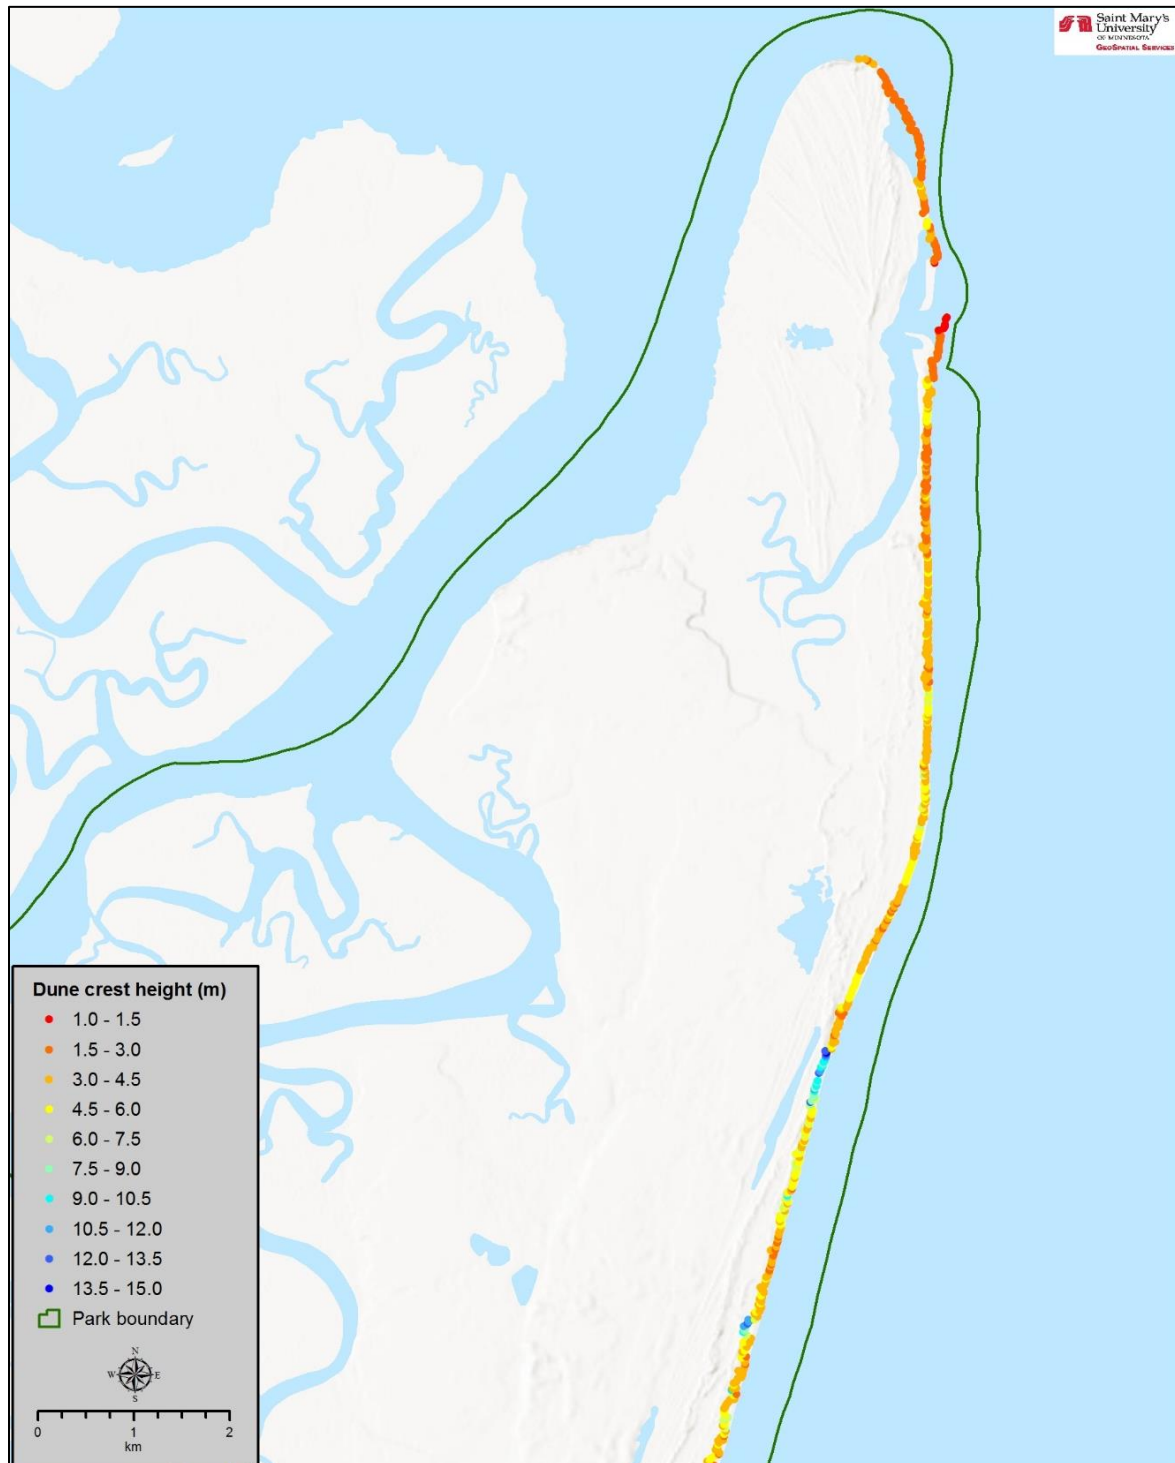 Saint Mary's
University
OF MINNESOTA
GEOSPATIAL SERVICES
Dune crest height (m)
1.0 - 1.5
1.5 - 3.0
3.0 - 4.5
4.5 - 6.0
6.0 - 7.5
7.5 - 9.0
9.0 - 10.5
10.5 - 12.0
12.0 - 13.5
13.5 - 15.0
Park boundary
N
W E
S
0 1 2
km